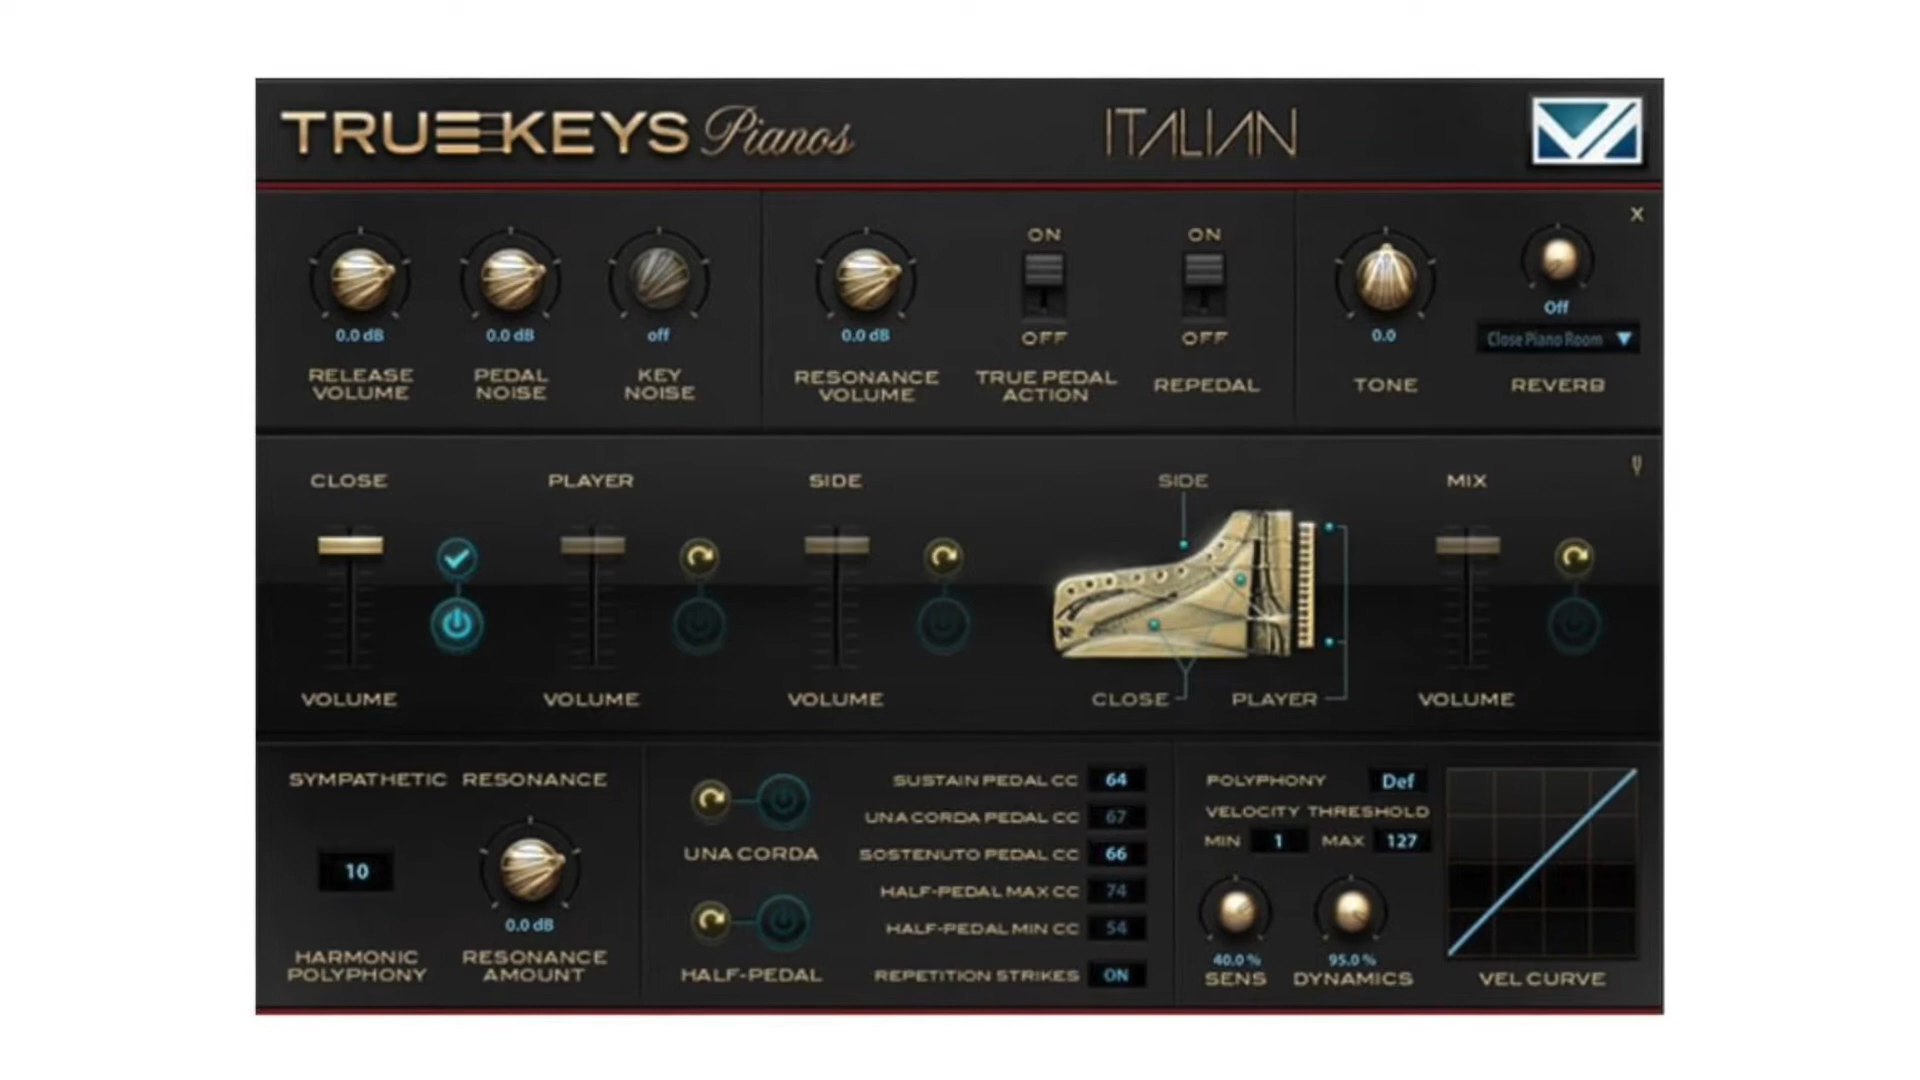 TRUEKEYS Pianos
ITALIAN
X
ON
ON
OFF
OFF
0.0 dB
0.0 dB
off
0.0 dB
0.0
Off
Close Piano Room
RELEASE VOLUME
PEDAL NOISE
KEY NOISE
RESONANCE VOLUME
TRUE PEDAL ACTION
REPEDAL
TONE
REVERB
CLOSE
PLAYER
SIDE
SIDE
MIX
VOLUME
VOLUME
VOLUME
CLOSE
PLAYER
VOLUME
SYMPATHETIC RESONANCE
10
0.0 dB
HARMONIC POLYPHONY
RESONANCE AMOUNT
UNA CORDA
HALF-PEDAL
SUSTAIN PEDAL CC 64
UNA CORDA PEDAL CC 67
SOSTENUTO PEDAL CC 66
HALF-PEDAL MAX CC 74
HALF-PEDAL MIN CC 54
REPETITION STRIKES ON
POLYPHONY Def
VELOCITY THRESHOLD
MIN 1 MAX 127
40.0 %
95.0 %
SENS
DYNAMICS
VEL CURVE